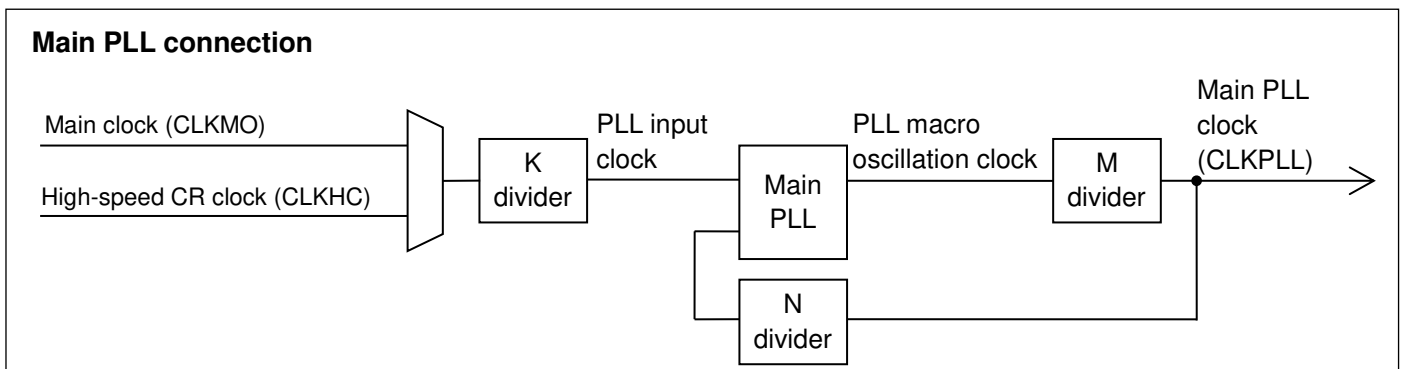 Main PLL connection
Main clock (CLKMO)
High-speed CR clock (CLKHC)
K
divider
PLL input
clock
Main
PLL
PLL macro
oscillation clock
M
divider
Main PLL
clock
(CLKPLL)
N
divider